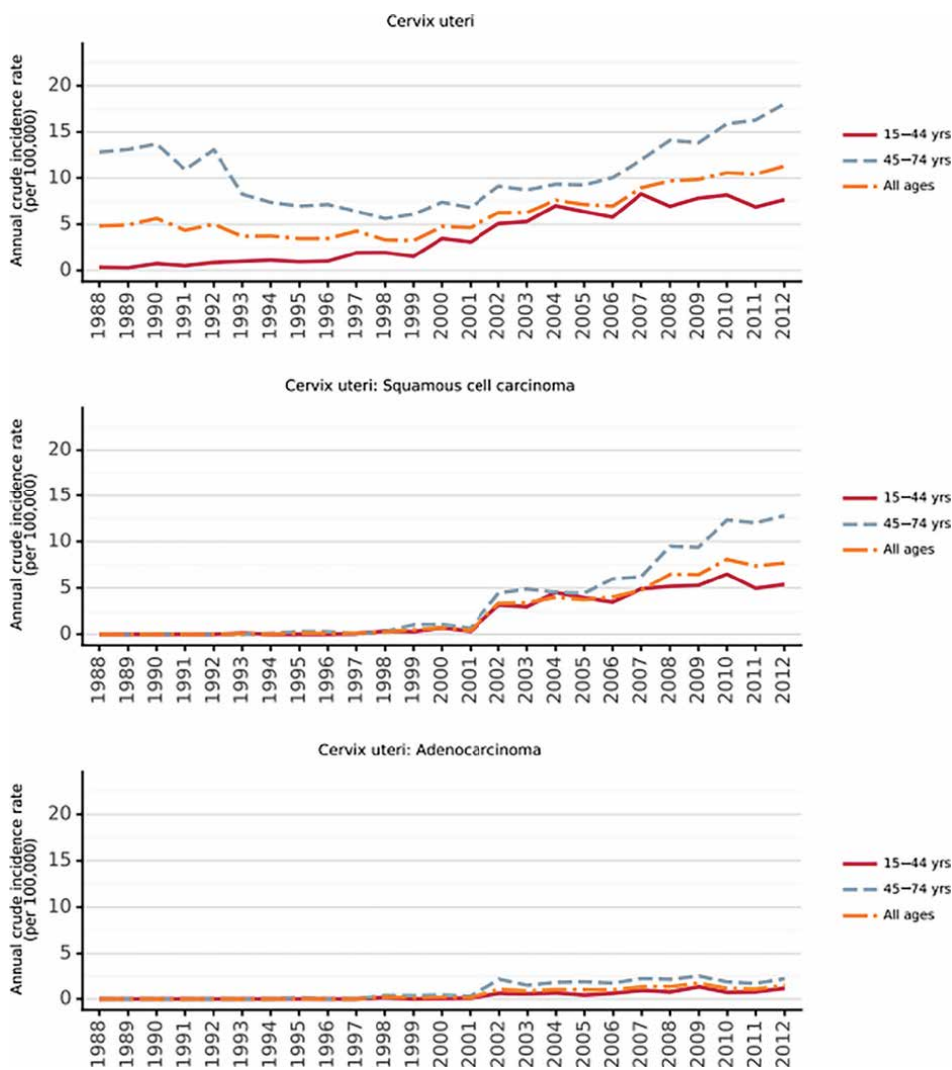 Cervix uteri
Annual crude incidence rate
(per 100,000)
20
15
10
5
0
1988 1989 1990 1991 1992 1993 1994 1995 1996 1997 1998 1999 2000 2001 2002 2003 2004 2005 2006 2007 2008 2009 2010 2011 2012
15–44 yrs
45–74 yrs
All ages
Cervix uteri: Squamous cell carcinoma
Annual crude incidence rate
(per 100,000)
20
15
10
5
0
1988 1989 1990 1991 1992 1993 1994 1995 1996 1997 1998 1999 2000 2001 2002 2003 2004 2005 2006 2007 2008 2009 2010 2011 2012
15–44 yrs
45–74 yrs
All ages
Cervix uteri: Adenocarcinoma
Annual crude incidence rate
(per 100,000)
20
15
10
5
0
1988 1989 1990 1991 1992 1993 1994 1995 1996 1997 1998 1999 2000 2001 2002 2003 2004 2005 2006 2007 2008 2009 2010 2011 2012
15–44 yrs
45–74 yrs
All ages